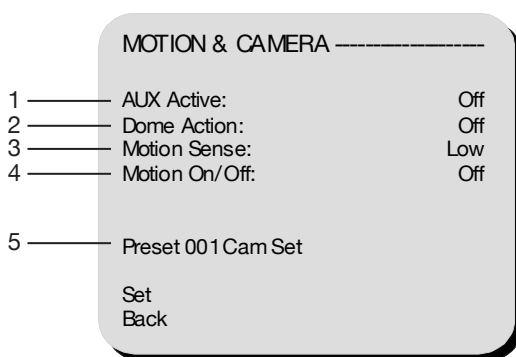 MOTION & CAMERA --------------------
1 AUX Active: Off
2 Dome Action: Off
3 Motion Sense: Low
4 Motion On/Off: Off
5 Preset 001 Cam Set
Set
Back